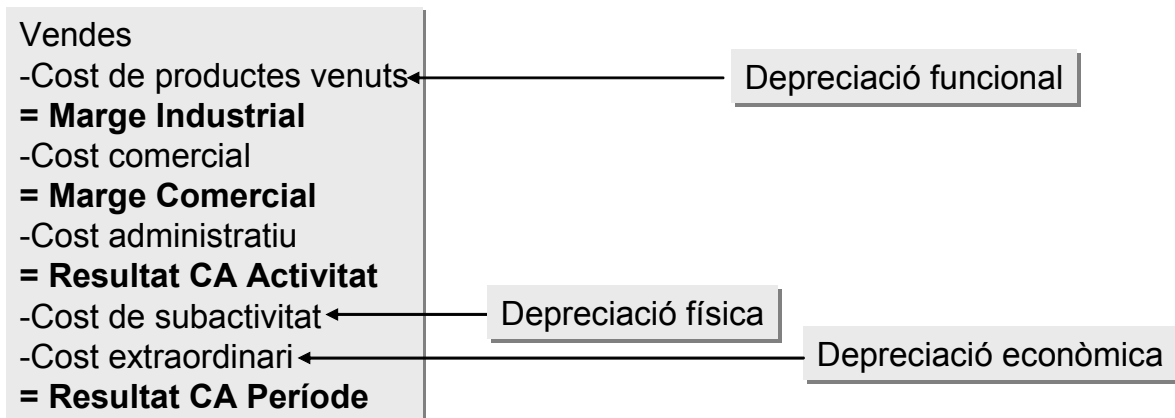 Vendes
-Cost de productes venuts
= Marge Industrial
-Cost comercial
= Marge Comercial
-Cost administratiu
= Resultat CA Activitat
-Cost de subactivitat
-Cost extraordinari
= Resultat CA Període
Depreciació funcional
Depreciació física
Depreciació econòmica